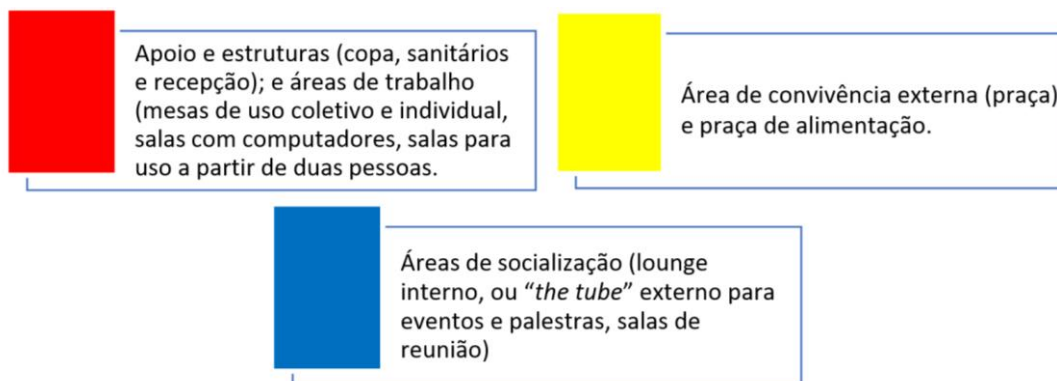 Apoio e estruturas (copa, sanitários
e recepção); e áreas de trabalho
(mesas de uso coletivo e individual,
salas com computadores, salas para
uso a partir de duas pessoas.
Área de convivência externa (praça)
e praça de alimentação.
Áreas de socialização (lounge
interno, ou “the tube” externo para
eventos e palestras, salas de
reunião)